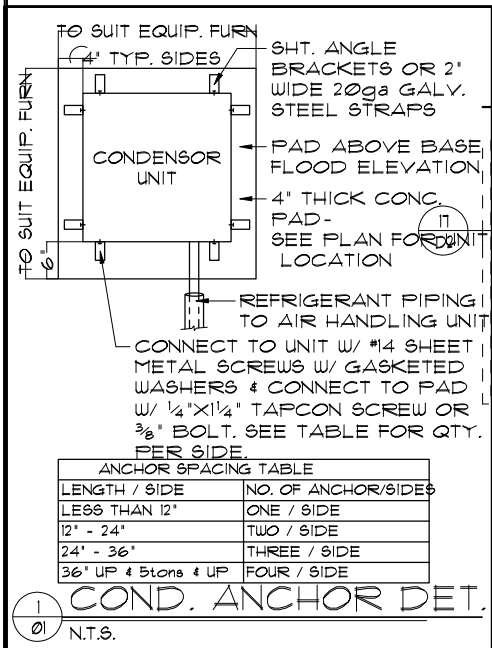 TO SUIT EQUIP. FURN
4" TYP. SIDES
TO SUIT EQUIP. FURN
6"
CONDENSOR
UNIT
SHT. ANGLE
BRACKETS OR 2"
WIDE 20ga GALV.
STEEL STRAPS
PAD ABOVE BASE
FLOOD ELEVATION
4" THICK CONC.
PAD-
SEE PLAN FOR UNIT
LOCATION
17
D2
REFRIGERANT PIPING
TO AIR HANDLING UNIT
CONNECT TO UNIT W/ #14 SHEET
METAL SCREWS W/ GASKETED
WASHERS & CONNECT TO PAD
W/ 1/4"X1 1/4" TAPCON SCREW OR
3/8" BOLT. SEE TABLE FOR QTY.
PER SIDE.
ANCHOR SPACING TABLE
LENGTH / SIDE NO. OF ANCHOR/SIDES
LESS THAN 12" ONE / SIDE
12" - 24" TWO / SIDE
24" - 36" THREE / SIDE
36" UP & 5tons & UP FOUR / SIDE
1
01
COND. ANCHOR DET.
N.T.S.